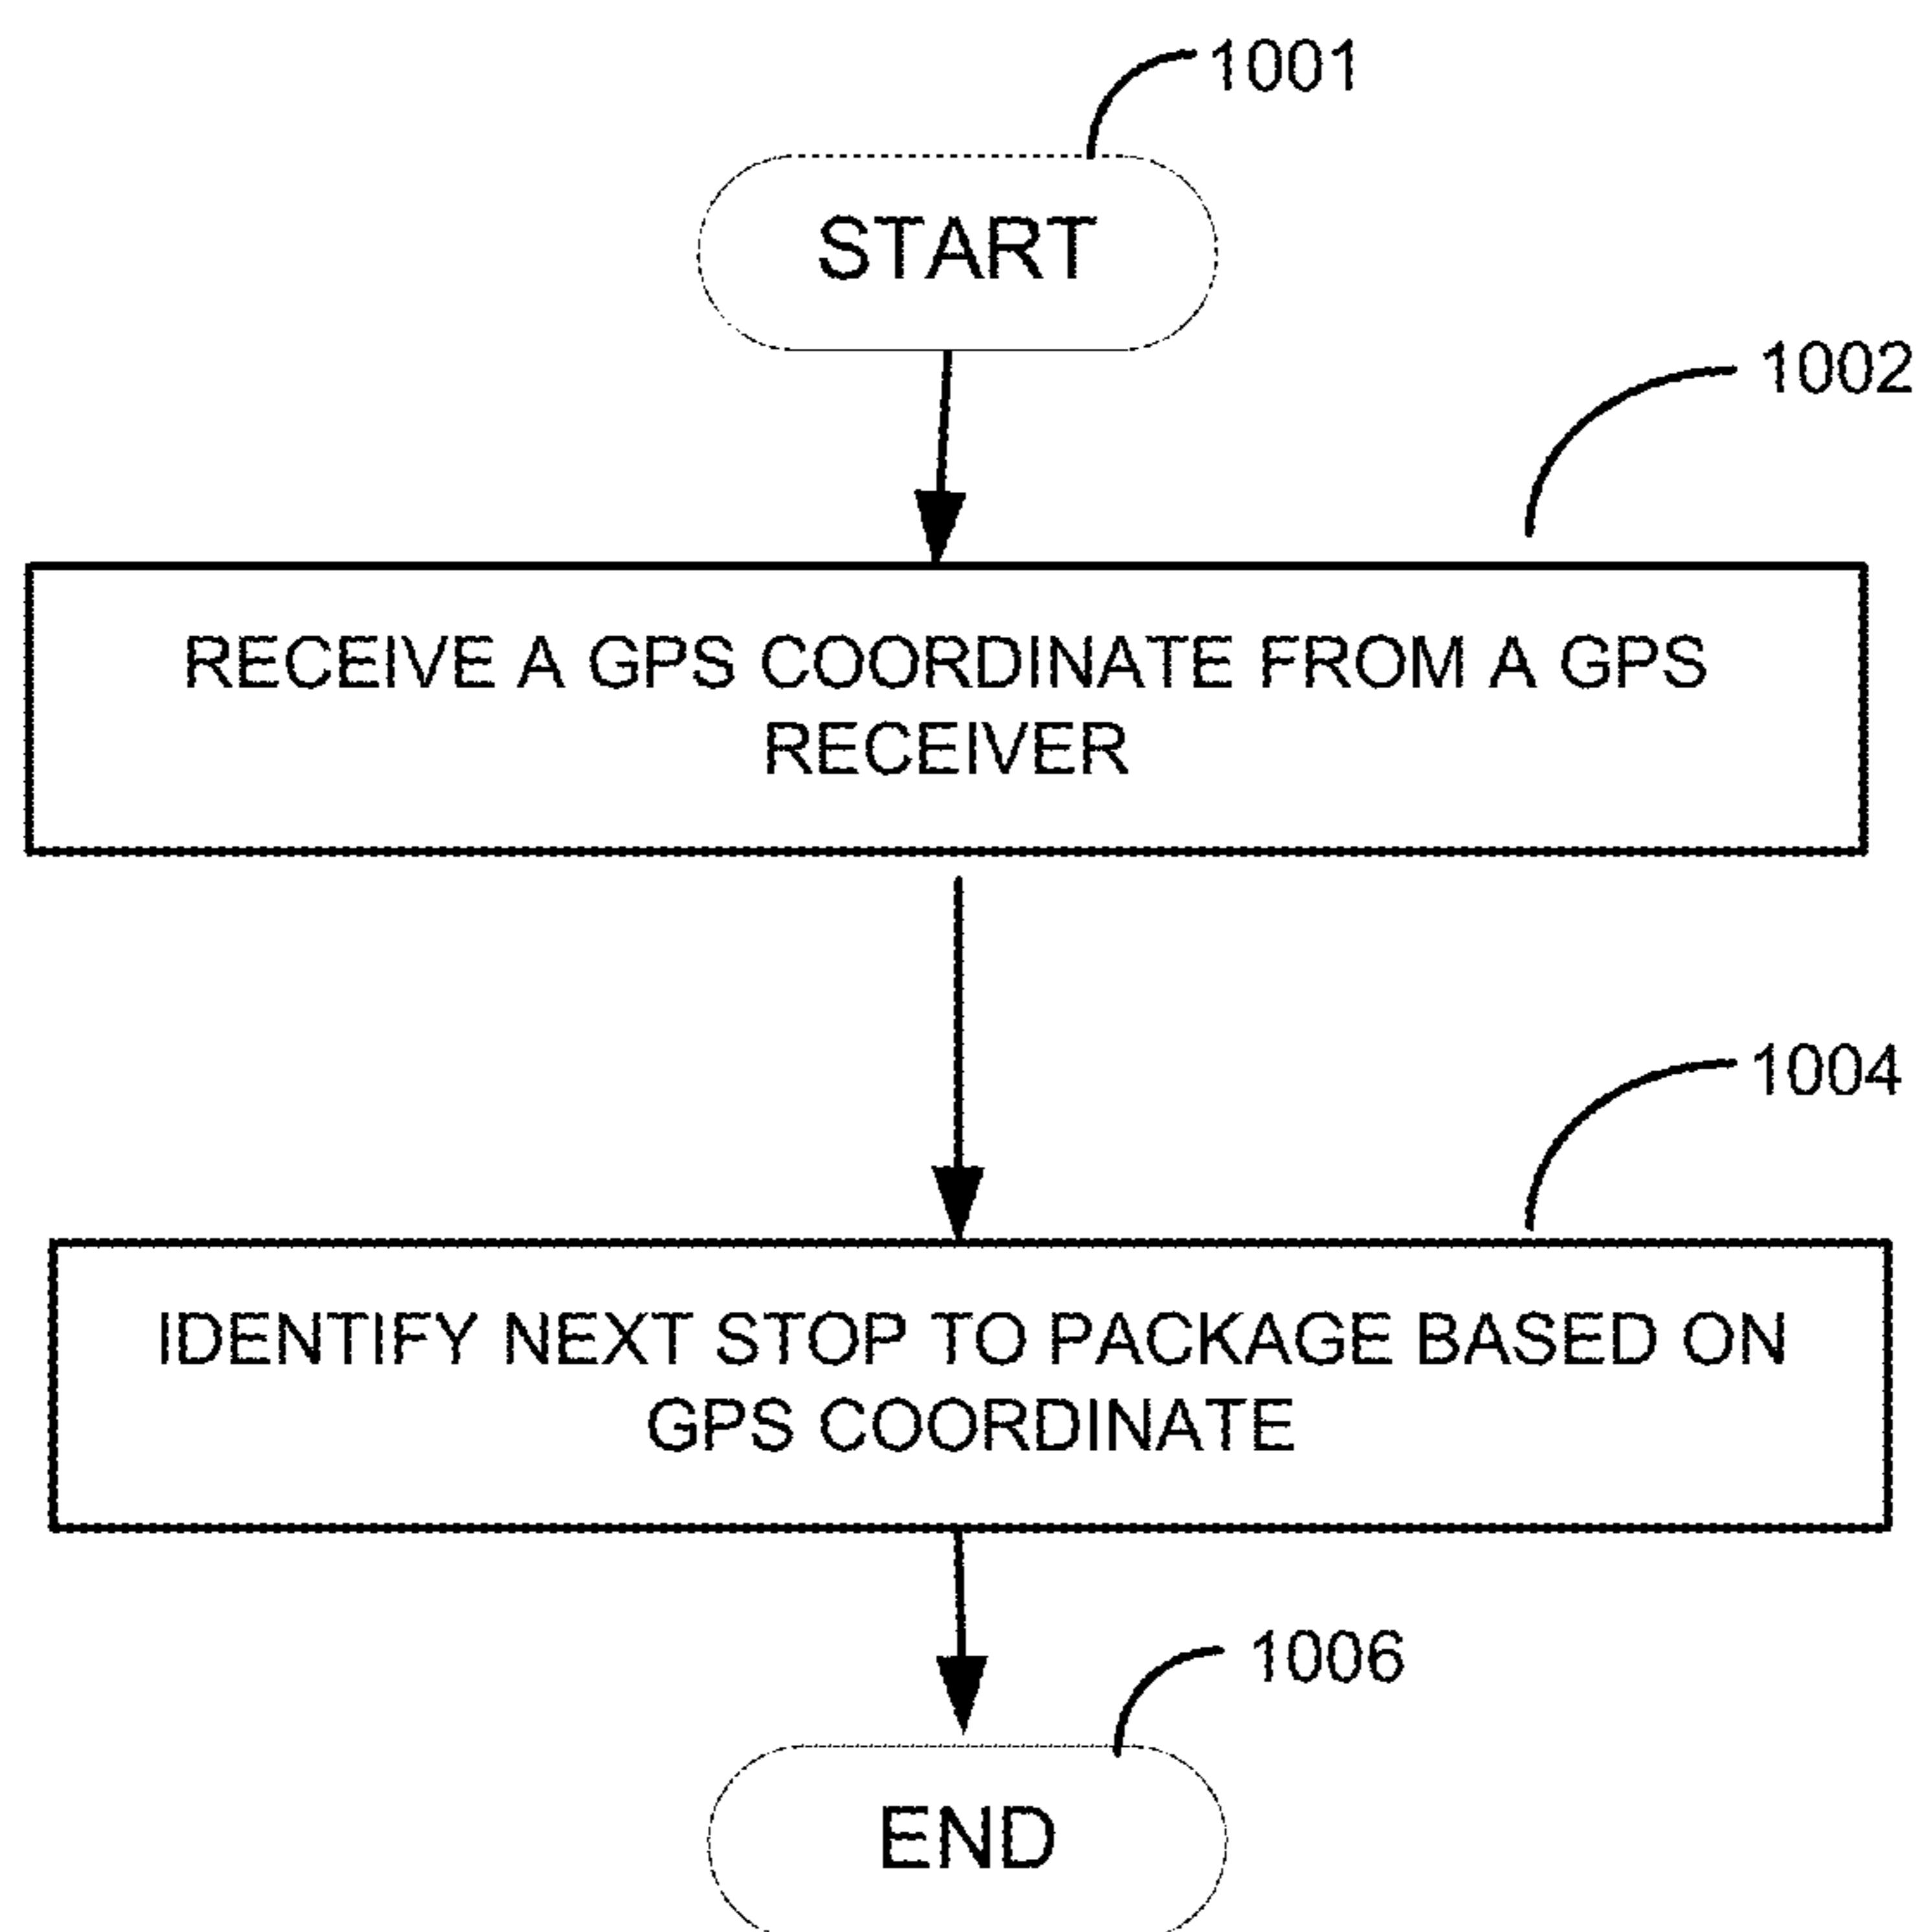 1001
START
1002
RECEIVE A GPS COORDINATE FROM A GPS
RECEIVER
1004
IDENTIFY NEXT STOP TO PACKAGE BASED ON
GPS COORDINATE
1006
END